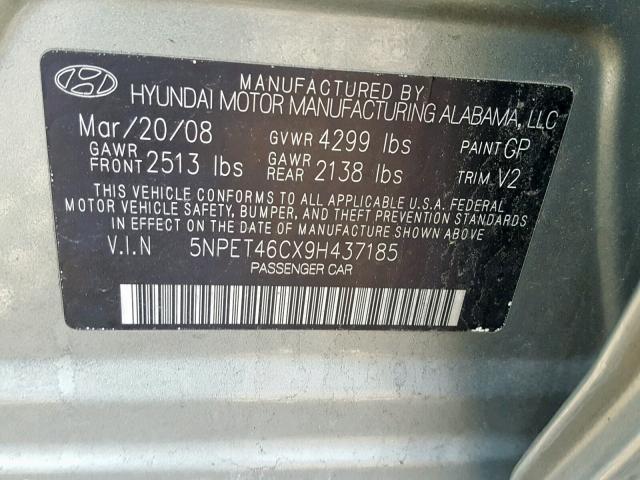 MANUFACTURED BY
HYUNDAI MOTOR MANUFACTURING ALABAMA, LLC
Mar/20/08 GVWR 4299 lbs PAINT GP
GAWR FRONT 2513 lbs GAWR REAR 2138 lbs TRIM V2
THIS VEHICLE CONFORMS TO ALL APPLICABLE U.S.A. FEDERAL
MOTOR VEHICLE SAFETY, BUMPER, AND THEFT PREVENTION STANDARDS
IN EFFECT ON THE DATE OF MANUFACTURE SHOWN ABOVE
V.I.N 5NPET46CX9H437185
PASSENGER CAR